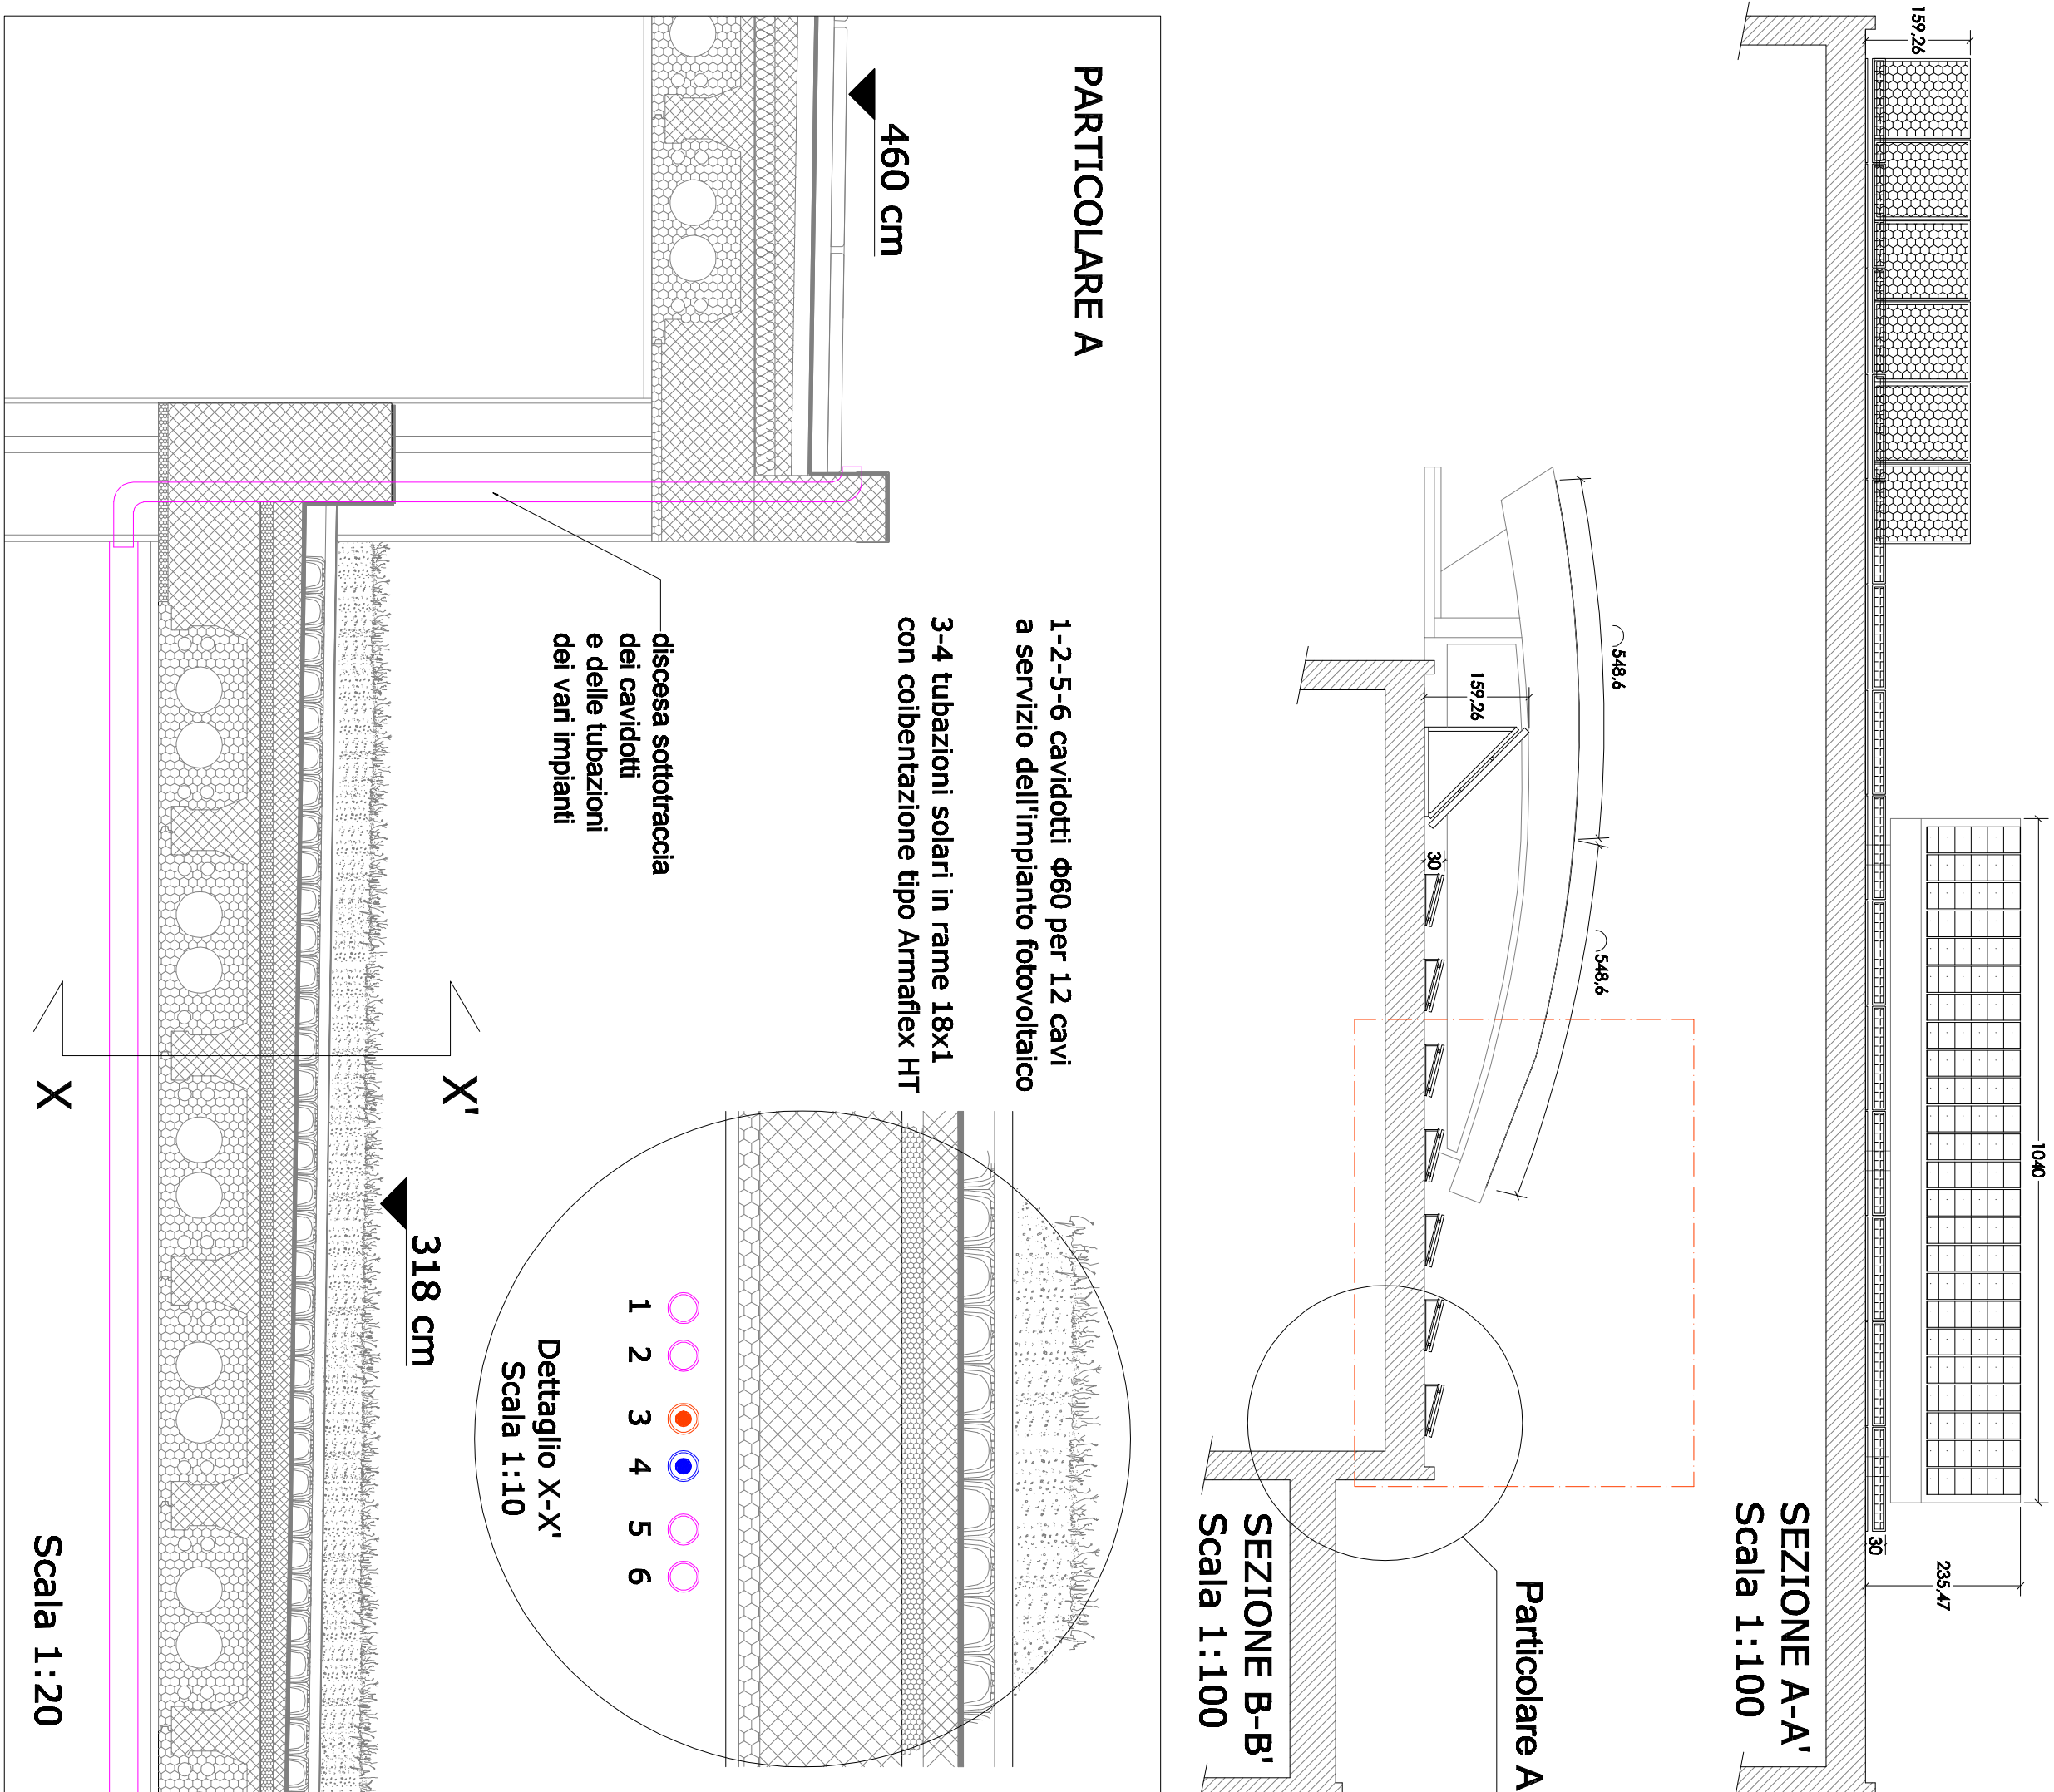 159,26
1040
30
235,47
SEZIONE A-A'
Scala 1:100
548,6
548,6
159,26
30
Particolare A
SEZIONE B-B'
Scala 1:100
PARTICOLARE A
460 cm
1-2-5-6 cavidotti Φ60 per 12 cavi
a servizio dell'impianto fotovoltaico
3-4 tubazioni solari in rame 18x1
con coibentazione tipo Armaflex HT
discesa sottotraccia
dei cavidotti
e delle tubazioni
dei vari impianti
1 2 3 4 5 6
Dettaglio X-X'
Scala 1:10
X'
318 cm
X
Scala 1:20